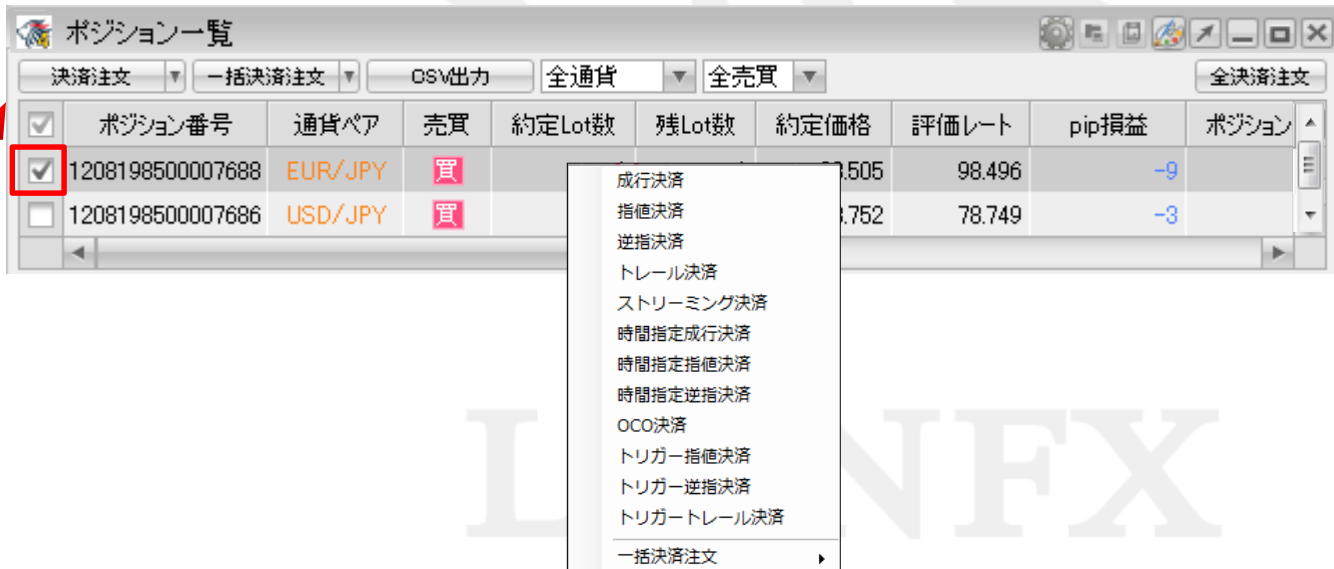 ポジション一覧
決済注文 一括決済注文 CSV出力 全通貨 全売買 全決済注文
ポジション番号 通貨ペア 売買 約定Lot数 残Lot数 約定価格 評価レート pip損益 ポジション
1208198500007688 EUR/JPY 買 .505 98.496 -9
1208198500007686 USD/JPY 買 .752 78.749 -3
成行決済
指値決済
逆指決済
トレール決済
ストリーミング決済
時間指定成行決済
時間指定指値決済
時間指定逆指決済
OCO決済
トリガー指値決済
トリガー逆指決済
トリガートレール決済
一括決済注文
NFX